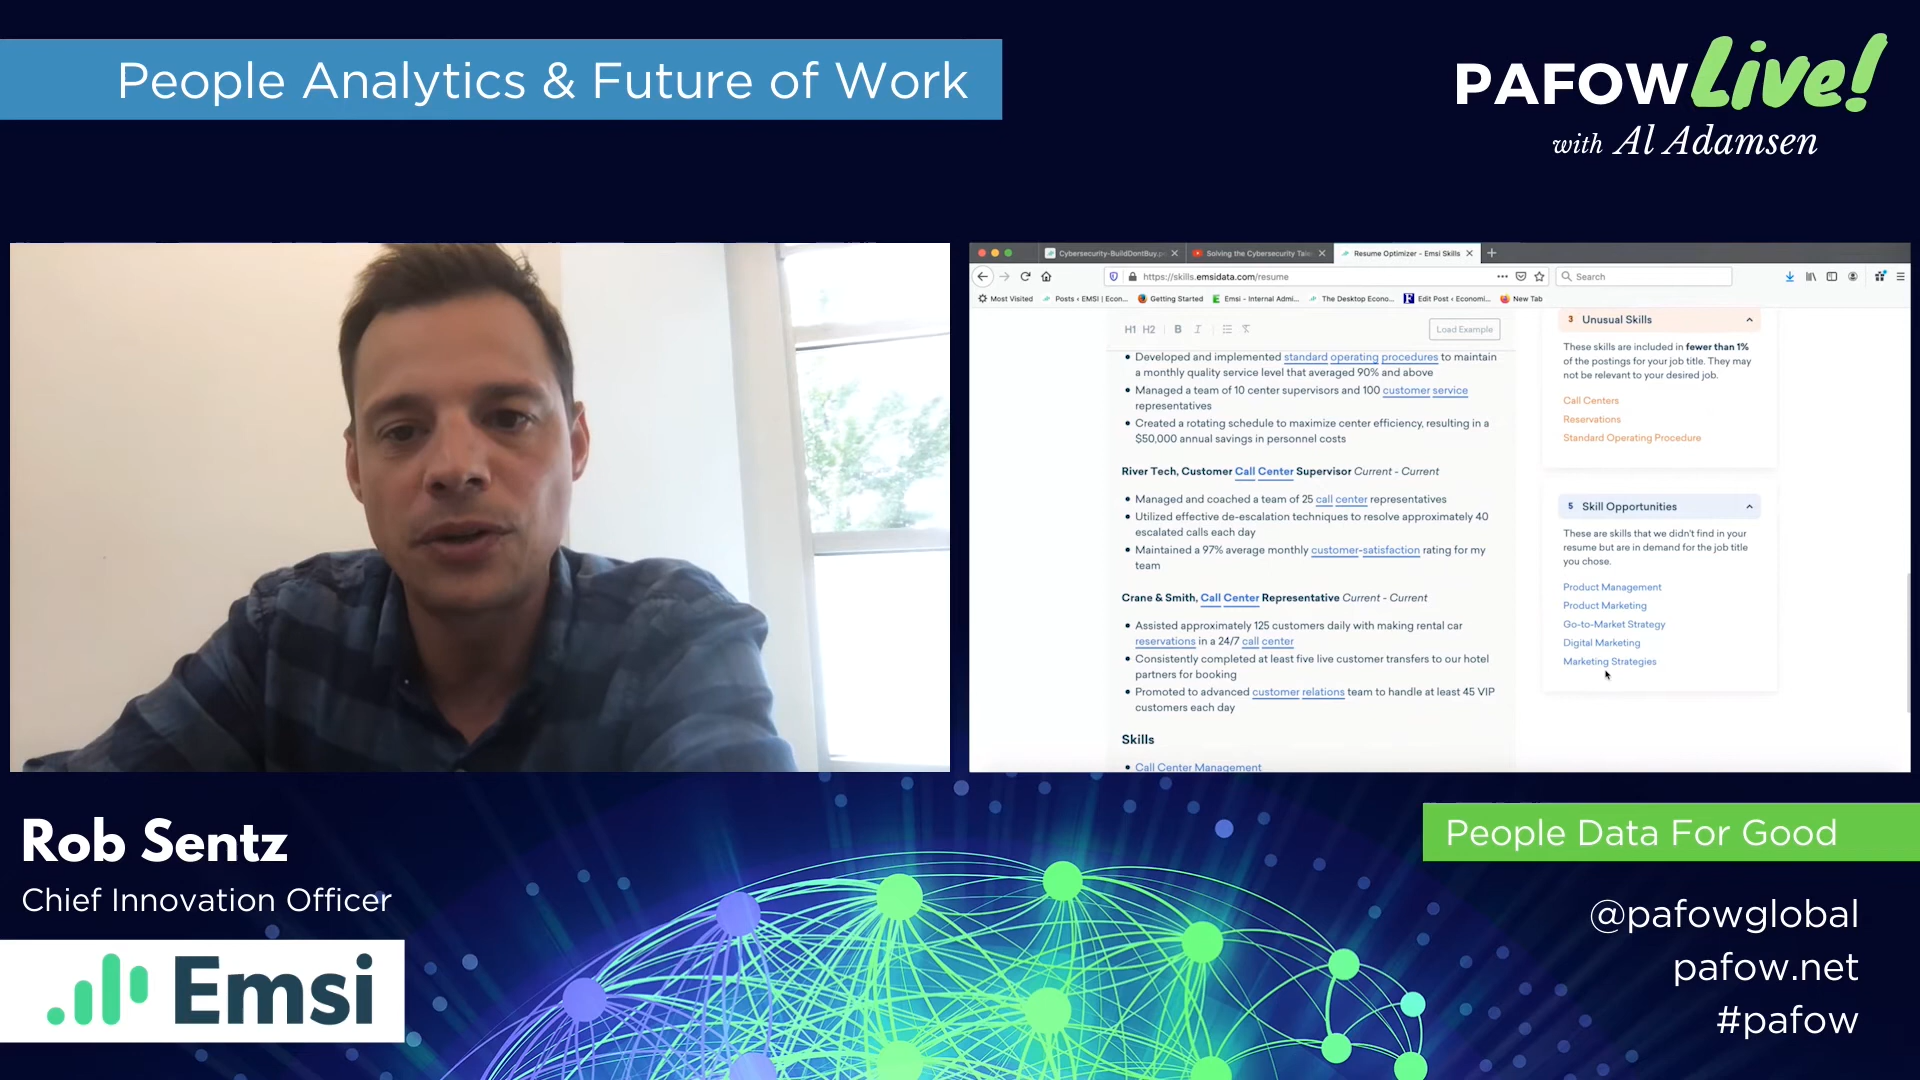 People Analytics & Future of Work
PAFOW Live!
with Al Adamsen
Cybersecurity-BuildDontBuy.p
Solving the Cybersecurity Tale
Resume Optimizer - Emsi Skills
https://skills.emsidata.com/resume
Search
Most Visited
Posts ‹ EMSI | Econ...
Getting Started
Emsi - Internal Admi...
The Desktop Econo...
Edit Post ‹ Economi...
New Tab
H1 H2 B I
Load Example
Developed and implemented standard operating procedures to maintain
a monthly quality service level that averaged 90% and above
Managed a team of 10 center supervisors and 100 customer service
representatives
Created a rotating schedule to maximize center efficiency, resulting in a
$50,000 annual savings in personnel costs
River Tech, Customer Call Center Supervisor Current - Current
Managed and coached a team of 25 call center representatives
Utilized effective de-escalation techniques to resolve approximately 40
escalated calls each day
Maintained a 97% average monthly customer-satisfaction rating for my
team
Crane & Smith, Call Center Representative Current - Current
Assisted approximately 125 customers daily with making rental car
reservations in a 24/7 call center
Consistently completed at least five live customer transfers to our hotel
partners for booking
Promoted to advanced customer relations team to handle at least 45 VIP
customers each day
Skills
Call Center Management
3 Unusual Skills
These skills are included in fewer than 1%
of the postings for your job title. They may
not be relevant to your desired job.
Call Centers
Reservations
Standard Operating Procedure
5 Skill Opportunities
These are skills that we didn't find in your
resume but are in demand for the job title
you chose.
Product Management
Product Marketing
Go-to-Market Strategy
Digital Marketing
Marketing Strategies
Rob Sentz
Chief Innovation Officer
Emsi
People Data For Good
@pafowglobal
pafow.net
#pafow